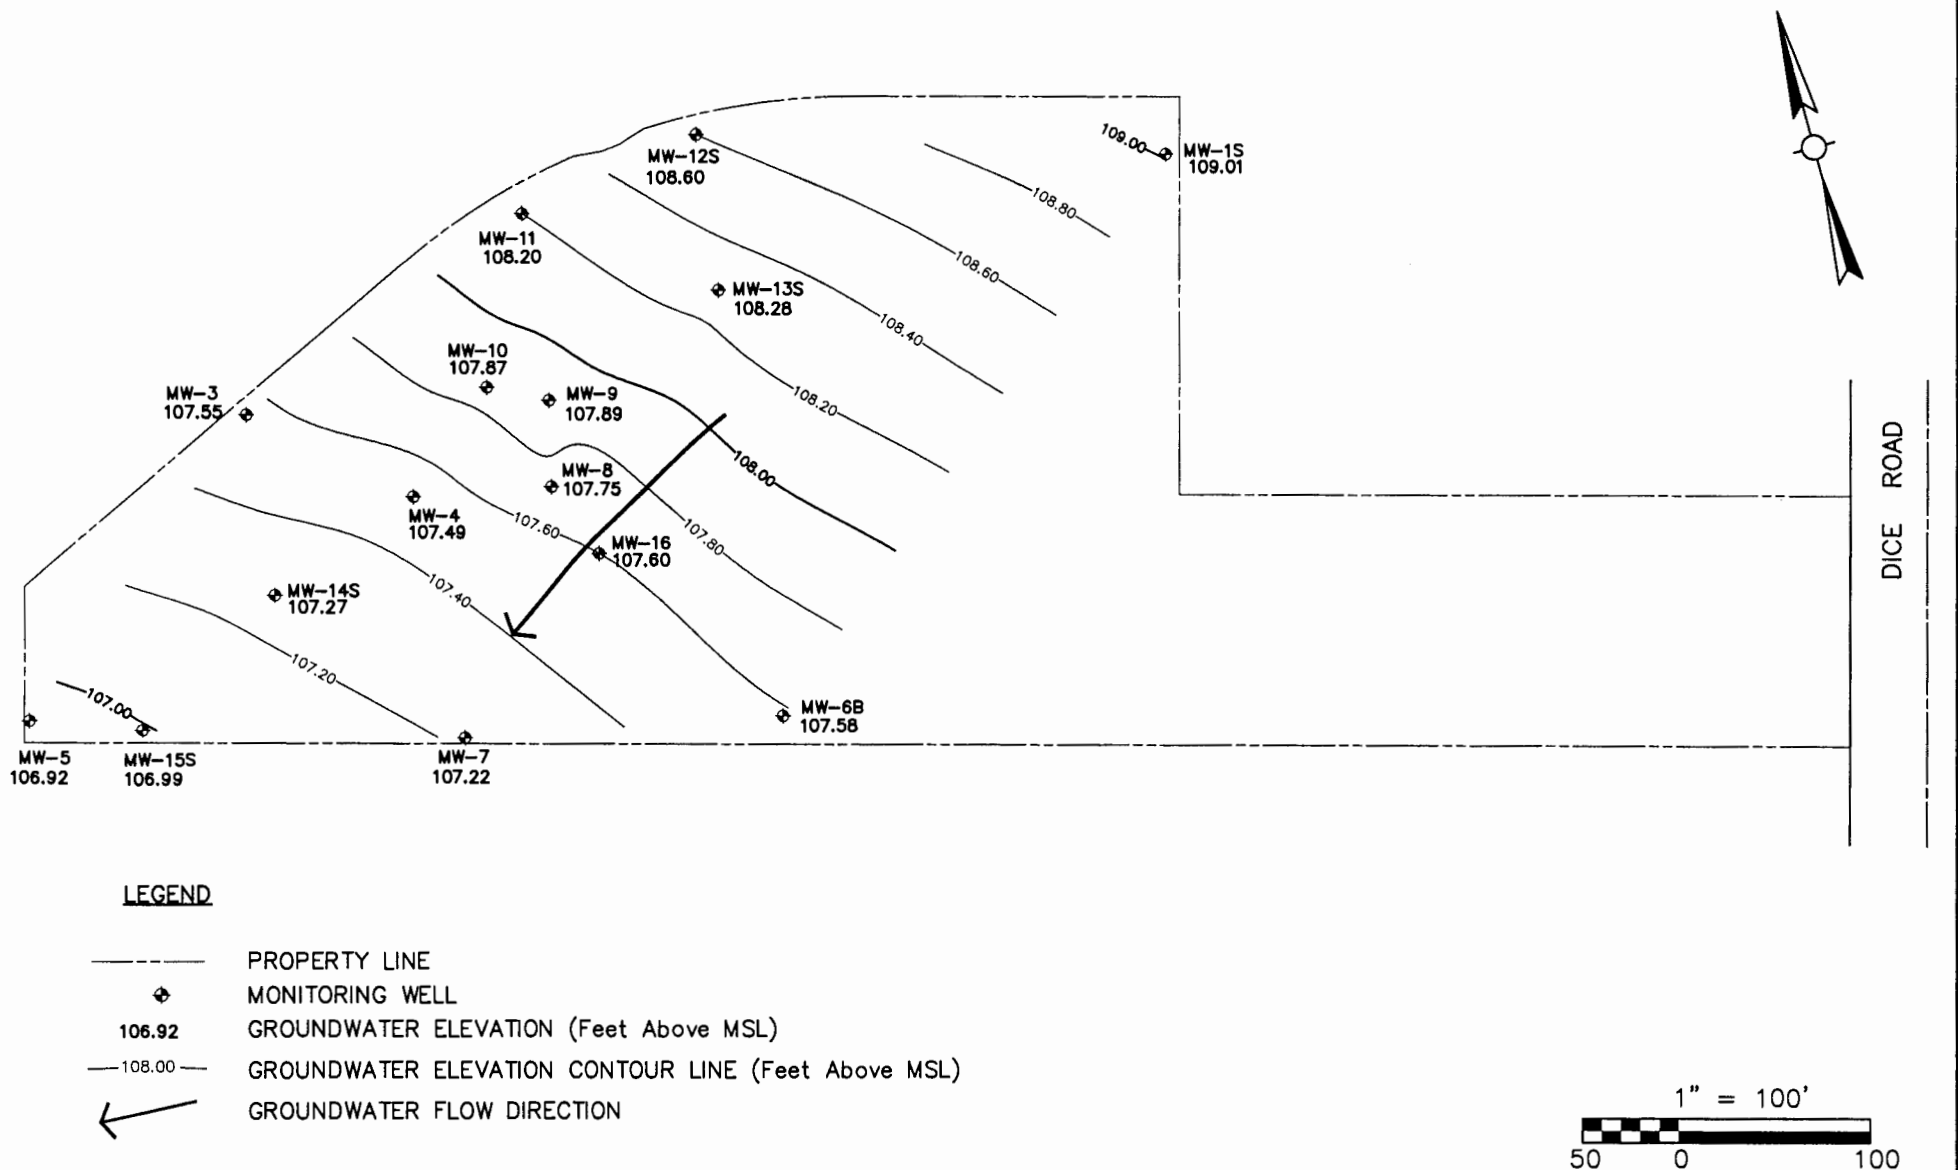 109.00
MW-1S
109.01
MW-12S
108.60
108.80
MW-11
108.20
108.60
MW-13S
108.28
108.40
MW-10
107.87
MW-9
107.89
MW-3
107.55
108.20
108.00
MW-8
107.75
MW-4
107.49
107.60
107.80
MW-16
107.60
107.40
MW-14S
107.27
107.20
107.00
MW-6B
107.58
MW-5
106.92
MW-15S
106.99
MW-7
107.22
DICE ROAD
LEGEND
PROPERTY LINE
MONITORING WELL
106.92 GROUNDWATER ELEVATION (Feet Above MSL)
108.00 GROUNDWATER ELEVATION CONTOUR LINE (Feet Above MSL)
GROUNDWATER FLOW DIRECTION
1" = 100'
50 0 100